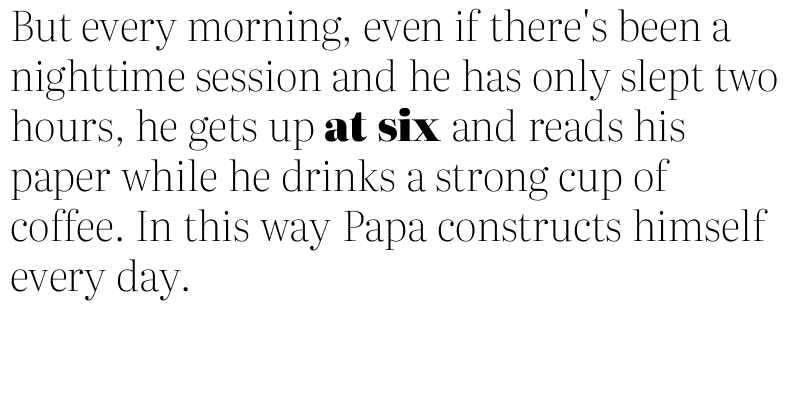 But every morning, even if there's been a
nighttime session and he has only slept two
hours, he gets up at six and reads his
paper while he drinks a strong cup of
coffee. In this way Papa constructs himself
every day.